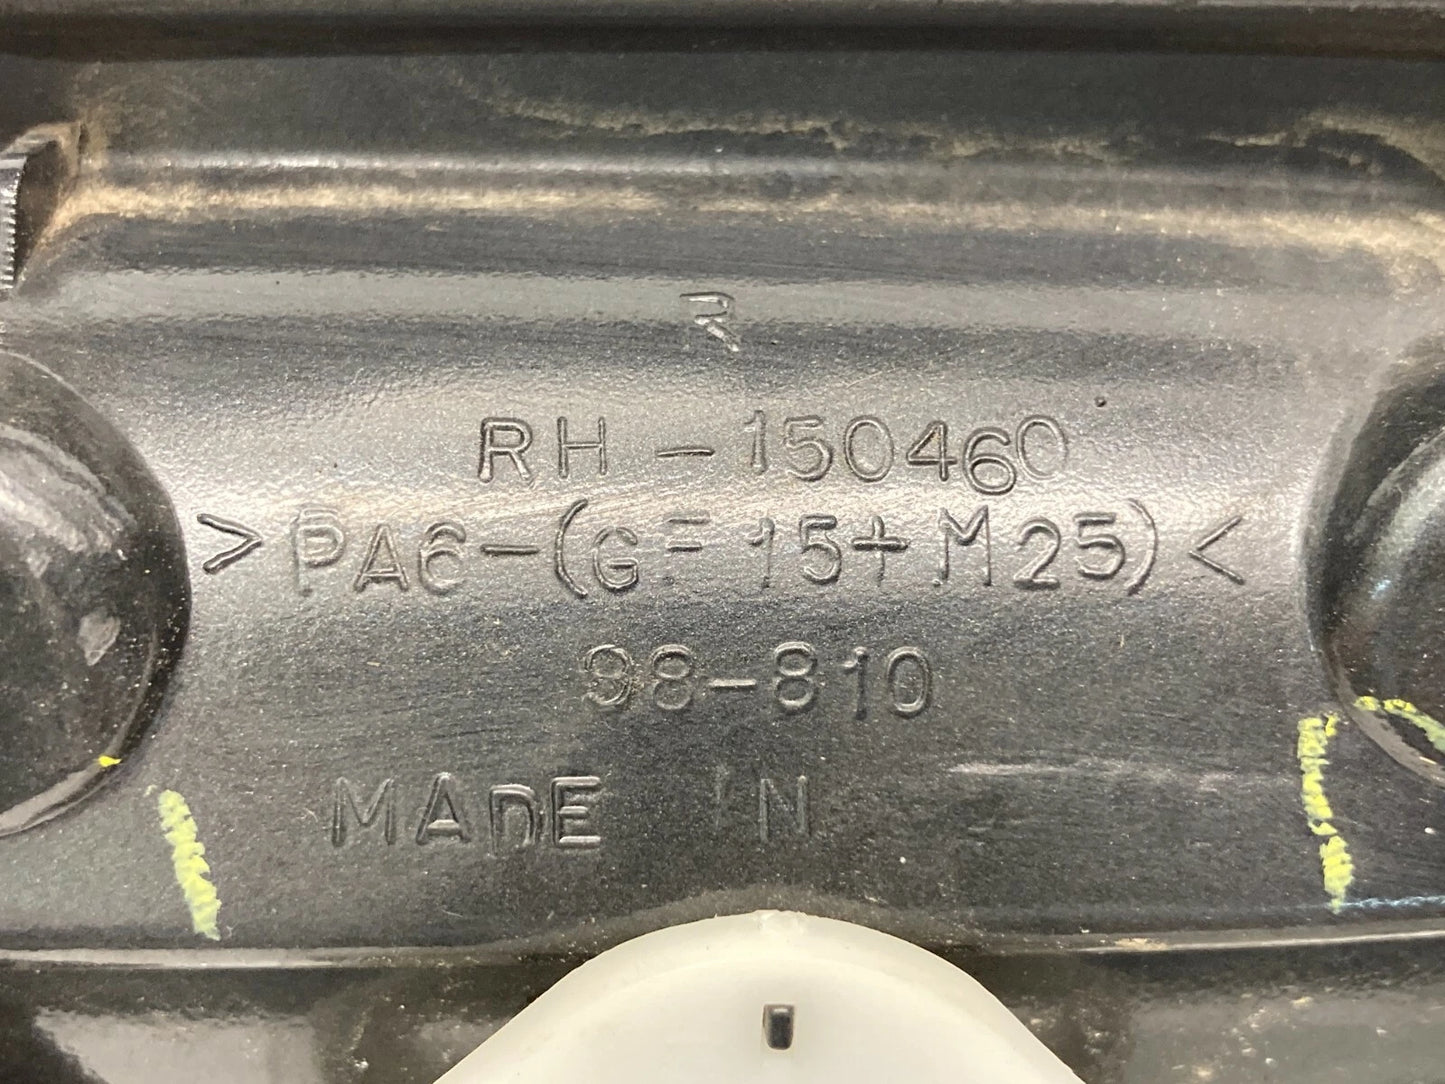 R
RH-150460
>PA6-(GF15+M25)<
98-810
MADE IN